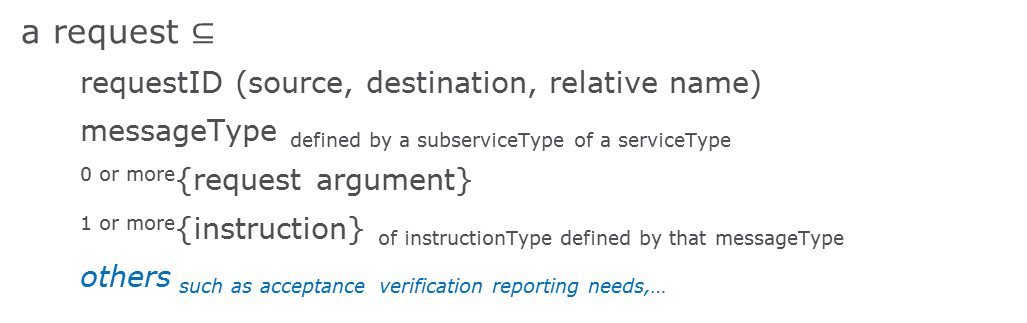 a request ⊆
requestID (source, destination, relative name)
messageType defined by a subserviceType of a serviceType
0 or more{request argument}
1 or more{instruction} of instructionType defined by that messageType
others such as acceptance verification reporting needs,...